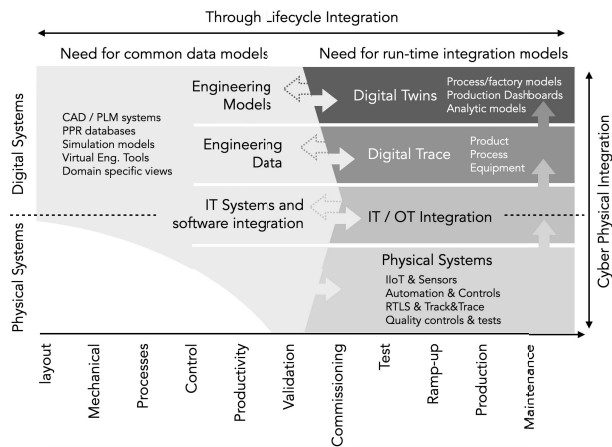 Through Lifecycle Integration
Need for common data models
Need for run-time integration models
Digital Systems
Physical Systems
CAD / PLM systems
PPR databases
Simulation models
Virtual Eng. Tools
Domain specific views
Engineering
Models
Digital Twins
Process/factory models
Production Dashboards
Analytic models
Engineering
Data
Digital Trace
Product
Process
Equipment
IT Systems and
software integration
IT / OT Integration
Physical Systems
IIoT & Sensors
Automation & Controls
RTLS & Track&Trace
Quality controls & tests
Cyber Physical Integration
layout
Mechanical
Processes
Control
Productivity
Validation
Commissioning
Test
Ramp-up
Production
Maintenance